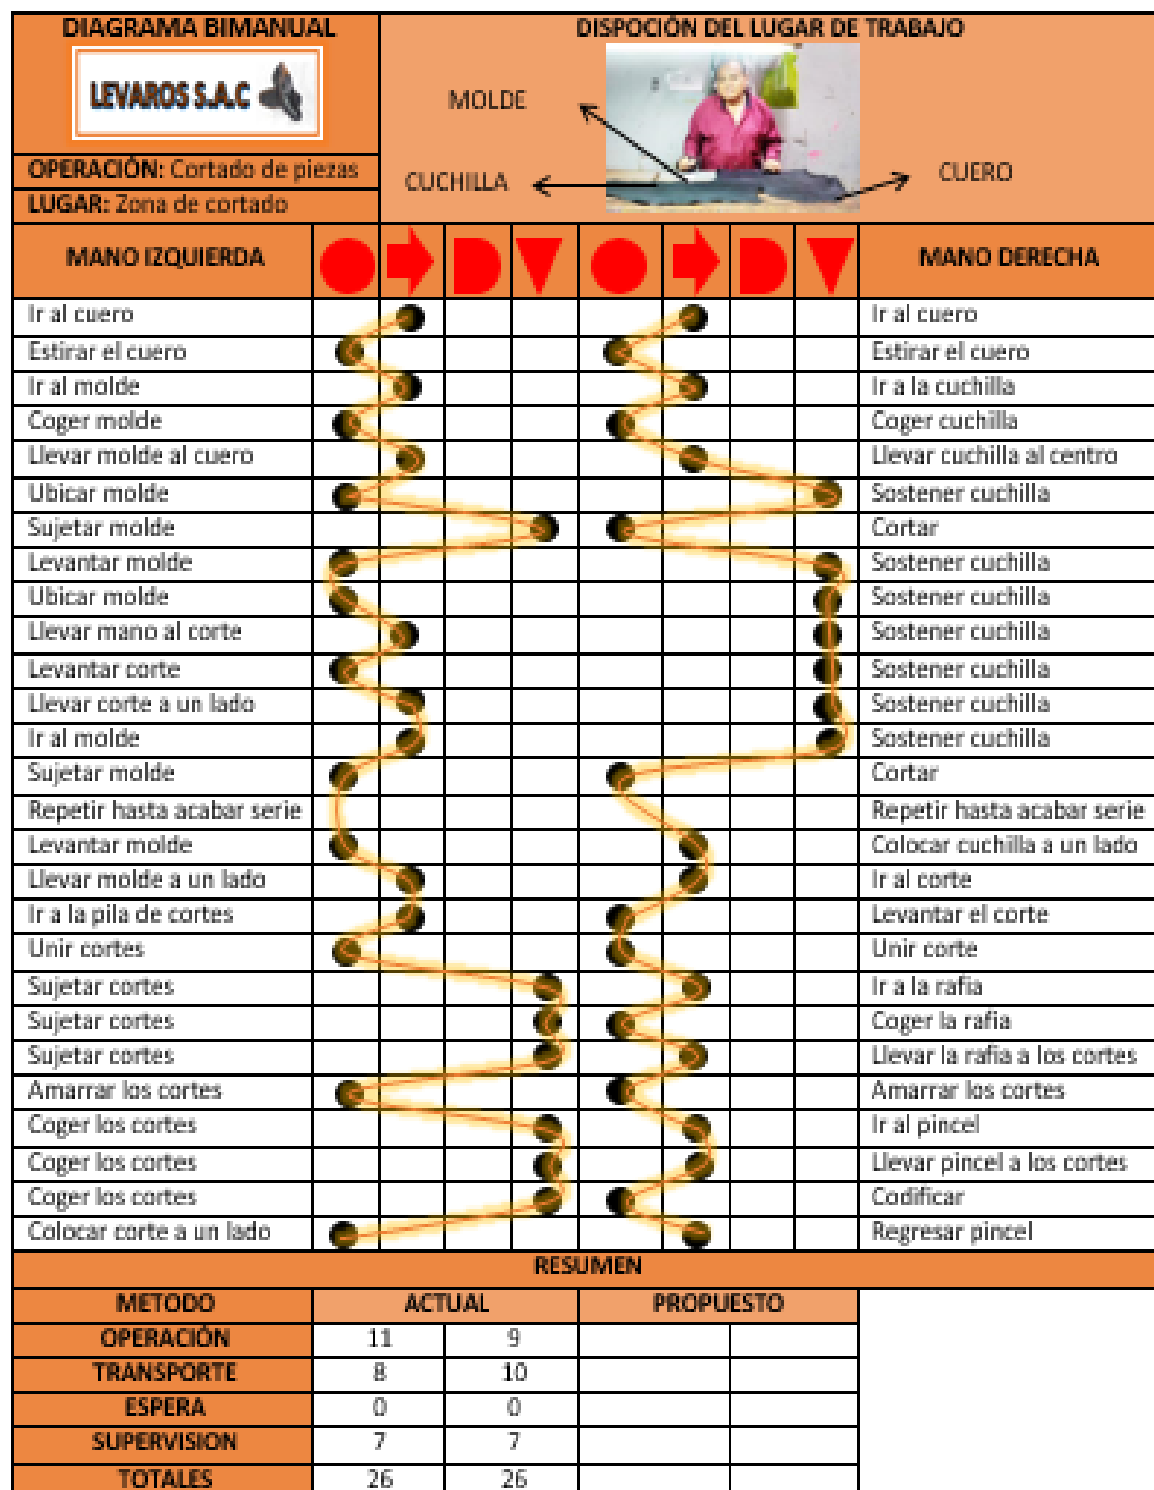 DIAGRAMA BIMANUAL
DISPOCIÓN DEL LUGAR DE TRABAJO
LEVAROS S.A.C
MOLDE
CUCHILLA
CUERO
OPERACIÓN: Cortado de piezas
LUGAR: Zona de cortado
MANO IZQUIERDA
MANO DERECHA
Ir al cuero
Ir al cuero
Estirar el cuero
Estirar el cuero
Ir al molde
Ir a la cuchilla
Coger molde
Coger cuchilla
Llevar molde al cuero
Llevar cuchilla al centro
Ubicar molde
Sostener cuchilla
Sujetar molde
Cortar
Levantar molde
Sostener cuchilla
Ubicar molde
Sostener cuchilla
Llevar mano al corte
Sostener cuchilla
Levantar corte
Sostener cuchilla
Llevar corte a un lado
Sostener cuchilla
Ir al molde
Sostener cuchilla
Sujetar molde
Cortar
Repetir hasta acabar serie
Repetir hasta acabar serie
Levantar molde
Colocar cuchilla a un lado
Llevar molde a un lado
Ir al corte
Ir a la pila de cortes
Levantar el corte
Unir cortes
Unir corte
Sujetar cortes
Ir a la rafia
Sujetar cortes
Coger la rafia
Sujetar cortes
Llevar la rafia a los cortes
Amarrar los cortes
Amarrar los cortes
Coger los cortes
Ir al pincel
Coger los cortes
Llevar pincel a los cortes
Coger los cortes
Codificar
Colocar corte a un lado
Regresar pincel
RESUMEN
METODO ACTUAL PROPUESTO
OPERACIÓN 11 9
TRANSPORTE 8 10
ESPERA 0 0
SUPERVISION 7 7
TOTALES 26 26